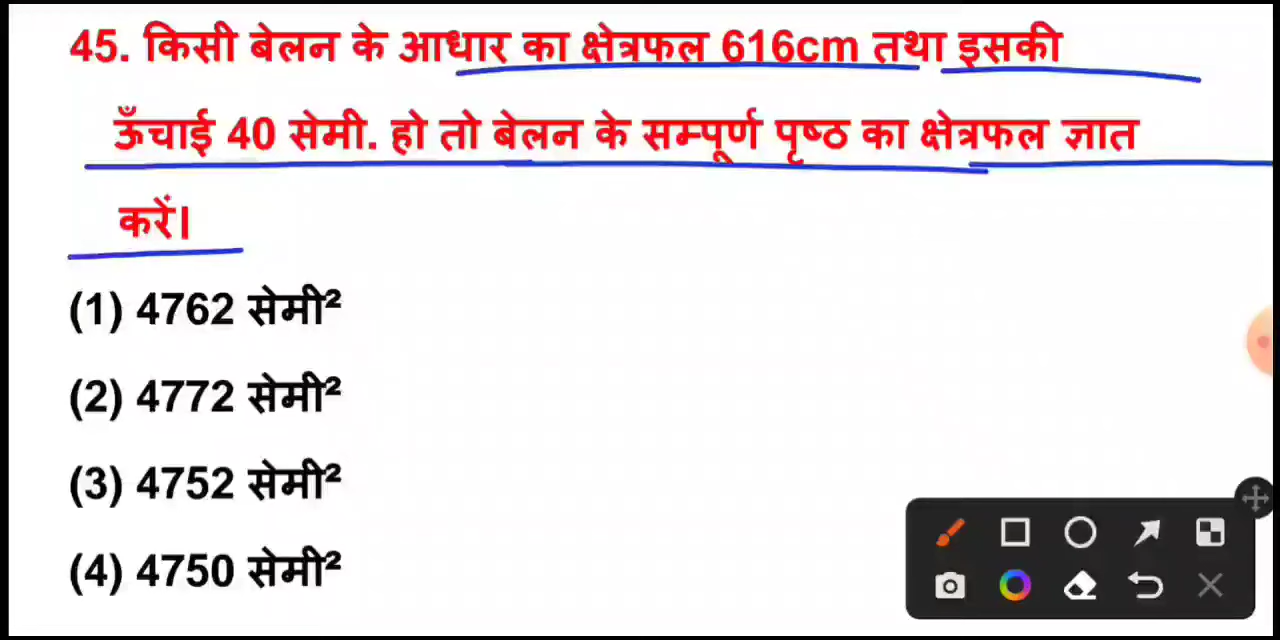 45. किसी बेलन के आधार का क्षेत्रफल 616cm तथा इसकी
ऊँचाई 40 सेमी. हो तो बेलन के सम्पूर्ण पृष्ठ का क्षेत्रफल ज्ञात
करें।
(1) 4762 सेमी²
(2) 4772 सेमी²
(3) 4752 सेमी²
(4) 4750 सेमी²